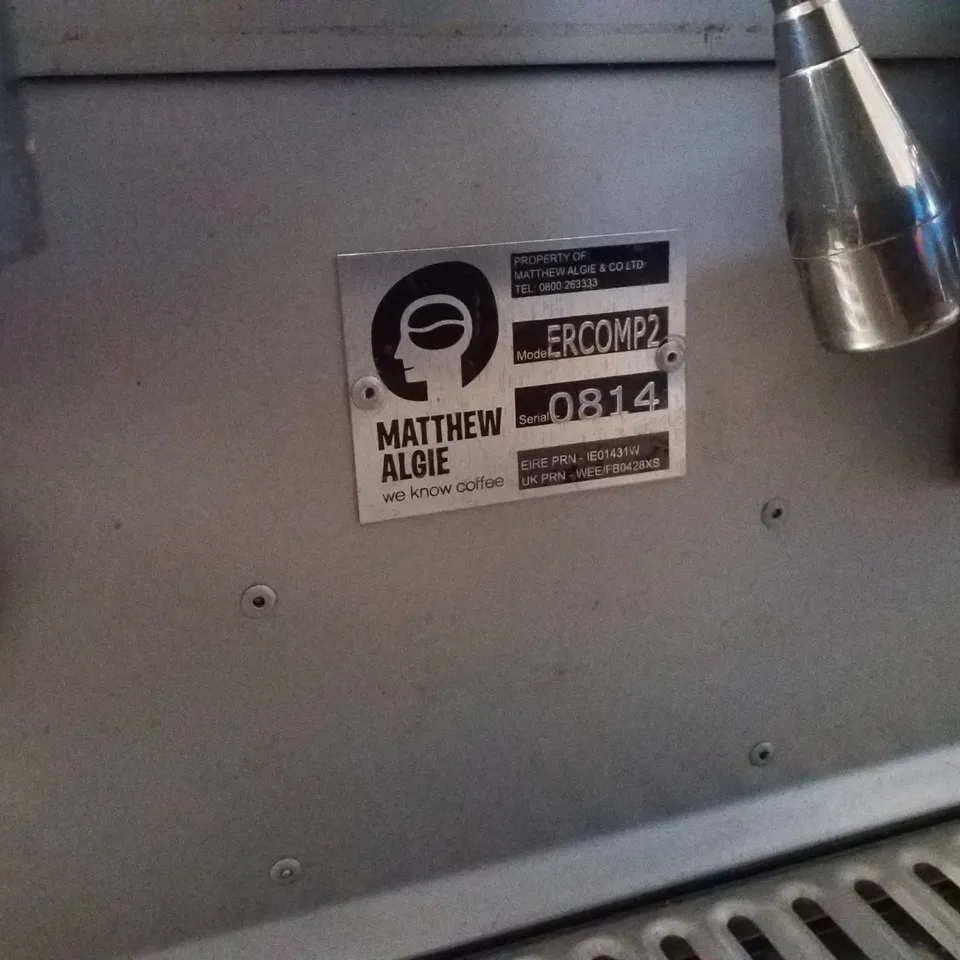 MATTHEW
ALGIE
we know coffee
PROPERTY OF
MATTHEW ALGIE & CO LTD
TEL: 0800 263333
Model ERCOMP2
Serial 0814
EIRE PRN - IE01431W
UK PRN - WEE/FB0428XS